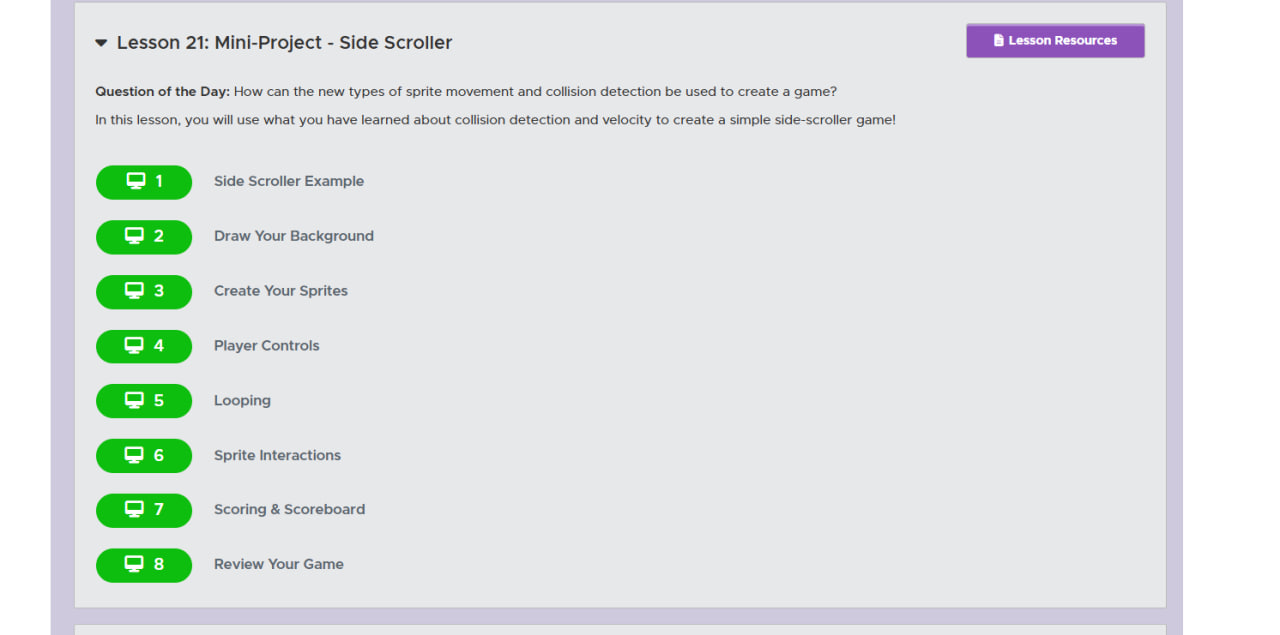 Lesson 21: Mini-Project - Side Scroller
Lesson Resources
Question of the Day: How can the new types of sprite movement and collision detection be used to create a game?
In this lesson, you will use what you have learned about collision detection and velocity to create a simple side-scroller game!
1 Side Scroller Example
2 Draw Your Background
3 Create Your Sprites
4 Player Controls
5 Looping
6 Sprite Interactions
7 Scoring & Scoreboard
8 Review Your Game